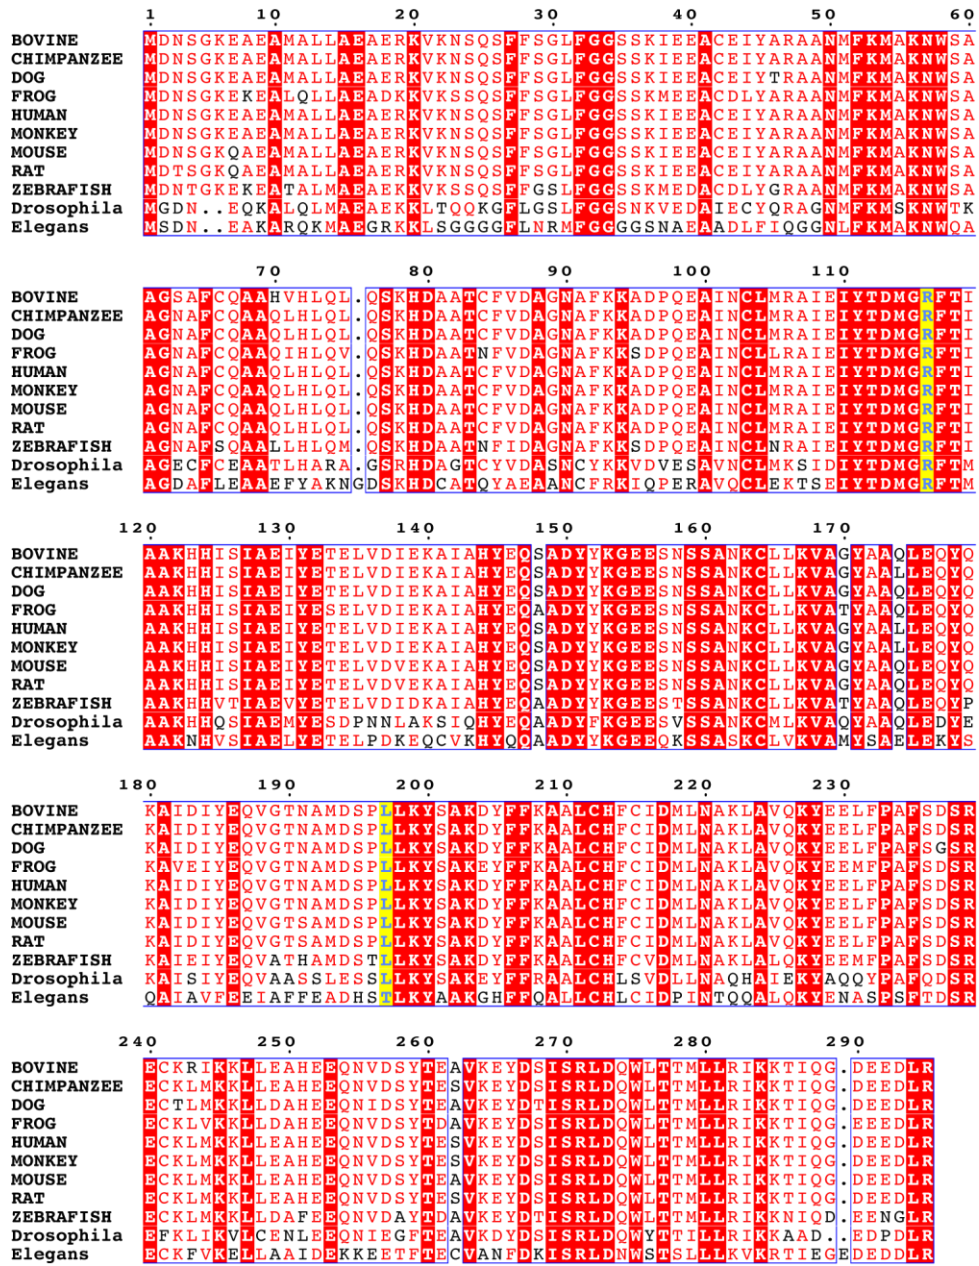 1 10 20 30 40 50 60
BOVINE MDNSGKEAEAMALLAEAERKVKNSQSFFSGLFGGSSKIEEACEIYARAANMFKMAKNWSA
CHIMPANZEE MDNSGKEAEAMALLAEAERKVKNSQSFFSGLFGGSSKIEEACEIYARAANMFKMAKNWSA
DOG MDNSGKEAEAMALLAEAERKVKNSQSFFSGLFGGSSKIEEACEIYTRAANMFKMAKNWSA
FROG MDNSGKEKEALQLLAEADKKVKSSQSFFSGLFGGSSKMEEACDLYARAANMFKMAKNWSA
HUMAN MDNSGKEAEAMALLAEAERKVKNSQSFFSGLFGGSSKIEEACEIYARAANMFKMAKNWSA
MONKEY MDNSGKEAEAMALLAEAERKVKNSQSFFSGLFGGSSKIEEACEIYARAANMFKMAKNWSA
MOUSE MDNSGKQAEAMALLAEAERKVKNSQSFFSGLFGGSSKIEEACEIYARAANMFKMAKNWSA
RAT MDTSGKQAEAMALLAEAERKVKNSQSFFSGLFGGSSKIEEACEIYARAANMFKMAKNWSA
ZEBRAFISH MDNTGKEKEATALMAEAEKKVKSSQSFFGSLFGGSSKMEDACDLYGRAANMFKMAKNWSA
Drosophila MGDN..EQKALQLMAEAEKKLTQQKGFLGSLFGGSNKVEDAIECYQRAGNMFKMSKNWTK
Elegans MSDN..EAKARQKMAEGRKKLSGGGGFLNRMFGGGGSNAEAADLFIQGGNLFKMAKNWQA
70 80 90 100 110
BOVINE AGSAFCQAAHVHLQL.QSKHDAATCFVDAGNAFKKADPQEAINCLMRAIEIYTDMGRFTI
CHIMPANZEE AGNAFCQAAQLHLQL.QSKHDAATCFVDAGNAFKKADPQEAINCLMRAIEIYTDMGRFTI
DOG AGNAFCQAAQLHLQL.QSKHDAATCFVDAGNAFKKADPQEAINCLMRAIEIYTDMGRFTI
FROG AGNAFCQAAQIHLQV.QSKHDAATNFVDAGNAFKKSDPQEAINCLLRAIEIYTDMGRFTI
HUMAN AGNAFCQAAQLHLQL.QSKHDAATCFVDAGNAFKKADPQEAINCLMRAIEIYTDMGRFTI
MONKEY AGNAFCQAAQLHLQL.QSKHDAATCFVDAGNAFKKADPQEAINCLMRAIEIYTDMGRFTI
MOUSE AGNAFCQAAQLHLQL.QSKHDAATCFVDAGNAFKKADPQEAINCLMRAIEIYTDMGRFTI
RAT AGNAFCQAAQLHLQL.QSKHDAATCFVDAGNAFKKADPQEAINCLMRAIEIYTDMGRFTI
ZEBRAFISH AGNAFSQAALLHLQM.QSKHDAATNFIDAGNAFKKSDPQEAINCLNRAIEIYTDMGRFTI
Drosophila AGECFCEAATLHARA.GSRHDAGTCYVDASNCYKKVDVESAVNCLMKSIDIYTDMGRFTM
Elegans AGDAFLEAAEFYAKNGDSKHDCATQYAEAANCFRKIQPERAVQCLEKTSEIYTDMGRFTM
120 130 140 150 160 170
BOVINE AAKHHISIAEIYETELVDIEKAIAHYEQSADYYKGEESNSSANKCLLKVAGYAAQLEQYQ
CHIMPANZEE AAKHHISIAEIYETELVDIEKAIAHYEQSADYYKGEESNSSANKCLLKVAGYAALLEQYQ
DOG AAKHHISIAEIYETELVDIEKAIAHYEQSADYYKGEESNSSANKCLLKVAGYAAQLEQYQ
FROG AAKHHISIAEIYESELVDIEKAIAHYEQAADYYKGEESNSSANKCLLKVATYAAQLEQYQ
HUMAN AAKHHISIAEIYETELVDIEKAIAHYEQSADYYKGEESNSSANKCLLKVAGYAALLEQYQ
MONKEY AAKHHISIAEIYETELVDIEKAIAHYEQSADYYKGEESNSSANKCLLKVAGYAALLEQYQ
MOUSE AAKHHISIAEIYETELVDVEKAIAHYEQSADYYKGEESNSSANKCLLKVAGYAAQLEQYQ
RAT AAKHHISIAEIYETELVDVEKAIAHYEQSADYYKGEESNSSANKCLLKVAGYAAQLEQYQ
ZEBRAFISH AAKHHVTIAEIYETELVDIEKAIAHYEQAADYYKGEESTSSANKCLLKVATYAAQLEQYP
Drosophila AAKHHQSIAEMYESDPNNLAKSIQHYEQAADYFKGEESVSSANKCMLKVAQYAAQLEDYE
Elegans AAKNHVSIAELYETELPDKEQCVKHYQQAADYYKGEEQKSSASKCLVKVAMYSAELEKYS
180 190 200 210 220 230
BOVINE KAIDIYEQVGTNAMDSPLLKYSAKDYFFKAALCHFCIDMLNAKLAVQKYEELFPAFSDSR
CHIMPANZEE KAIDIYEQVGTNAMDSPLLKYSAKDYFFKAALCHFCIDMLNAKLAVQKYEELFPAFSDSR
DOG KAIDIYEQVGTNAMDSPLLKYSAKDYFFKAALCHFCIDMLNAKLAVQKYEELFPAFSGSR
FROG KAVEIYEQVGTNAMDSPLLKYSAKEYFFKAALCHFCIDMLNAKLAVQKYEEMFPAFSDSR
HUMAN KAIDIYEQVGTNAMDSPLLKYSAKDYFFKAALCHFCIDMLNAKLAVQKYEELFPAFSDSR
MONKEY KAIDIYEQVGTNAMDSPLLKYSAKDYFFKAALCHFCIDMLNAKLAVQKYEELFPAFSDSR
MOUSE KAIDIYEQVGTSAMDSPLLKYSAKDYFFKAALCHFCIDMLNAKLAVQKYEELFPAFSDSR
RAT KAIDIYEQVGTSAMDSPLLKYSAKDYFFKAALCHFCIDMLNAKLAVQKYEELFPAFSDSR
ZEBRAFISH KAIEIYEQVATHAMDSTLLKYSAKDYFFKAALCHFCVDMLNAKLALQKYEEMFPAFSDSR
Drosophila KAISIYEQVAASSLESSLLKYSAKEYFFRAALCHLSVDLLNAQHAIEKYAQQYPAFQDSR
Elegans QAIAVFEEIAFFEADHSTLKYAAKGHFFQALLCHLCIDPINTQQALQKYENASPSFTDSR
240 250 260 270 280 290
BOVINE ECKRIKKLLEAHEEQNVDSYTEAVKEYDSISRLDQWLTTMLLRIKKTIQG.DEEDLR
CHIMPANZEE ECKLMKKLLEAHEEQNVDSYTESVKEYDSISRLDQWLTTMLLRIKKTIQG.DEEDLR
DOG ECTLMKKLLDAHEEQNIDSYTEAVKEYDTISRLDQWLTTMLLRIKKTIQG.DEEDLR
FROG ECKLVKKLLDAHEEQNVDSYTDAVKEYDSISRLDQWLTTMLLRIKKTIQG.DEEDLR
HUMAN ECKLMKKLLEAHEEQNVDSYTESVKEYDSISRLDQWLTTMLLRIKKTIQG.DEEDLR
MONKEY ECKLMKKLLEAHEEQNVDSYTESVKEYDSISRLDQWLTTMLLRIKKTIQG.DEEDLR
MOUSE ECKLMKKLLEAHEEQNVDSYTESVKEYDSISRLDQWLTTMLLRIKKTIQG.DEEDLR
RAT ECKLMKKLLEAHEEQNVDSYTESVKEYDSISRLDQWLTTMLLRIKKTIQG.DEEDLR
ZEBRAFISH ECKLMKKLLDAFEEQNVDAYTDAVKEYDTISRLDQWLTTMLLRIKKNIQD.EENGLR
Drosophila EFKLIKVLCENLEEQNIEGFTEAVKDYDSISRLDQWYTTILLRIKKAAD..EDPDLR
Elegans ECKFVKELLAAIDEKKEETFTECVANFDKISRLDNWSTSLLLKVKRTIEGEDEDDLR